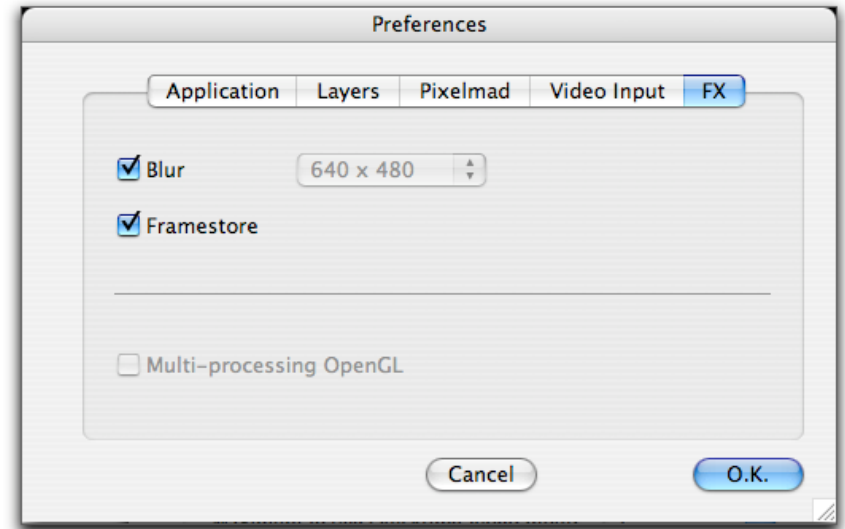 Preferences
Application Layers Pixelmad Video Input FX
Blur 640 x 480
Framestore
Multi-processing OpenGL
Cancel O.K.